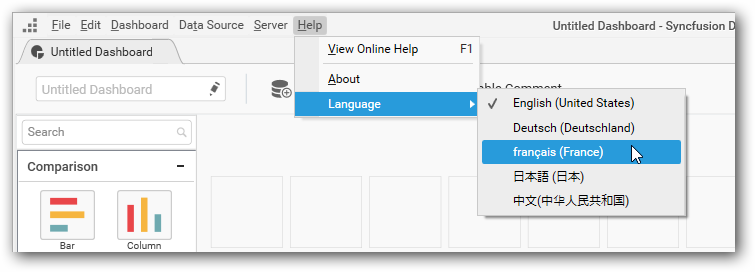 File Edit Dashboard Data Source Server Help
Untitled Dashboard - Syncfusion D
Untitled Dashboard
View Online Help F1
Untitled Dashboard
About
Comment
Language
English (United States)
Search
Deutsch (Deutschland)
français (France)
Comparison
日本語 (日本)
中文(中华人民共和国)
Bar
Column